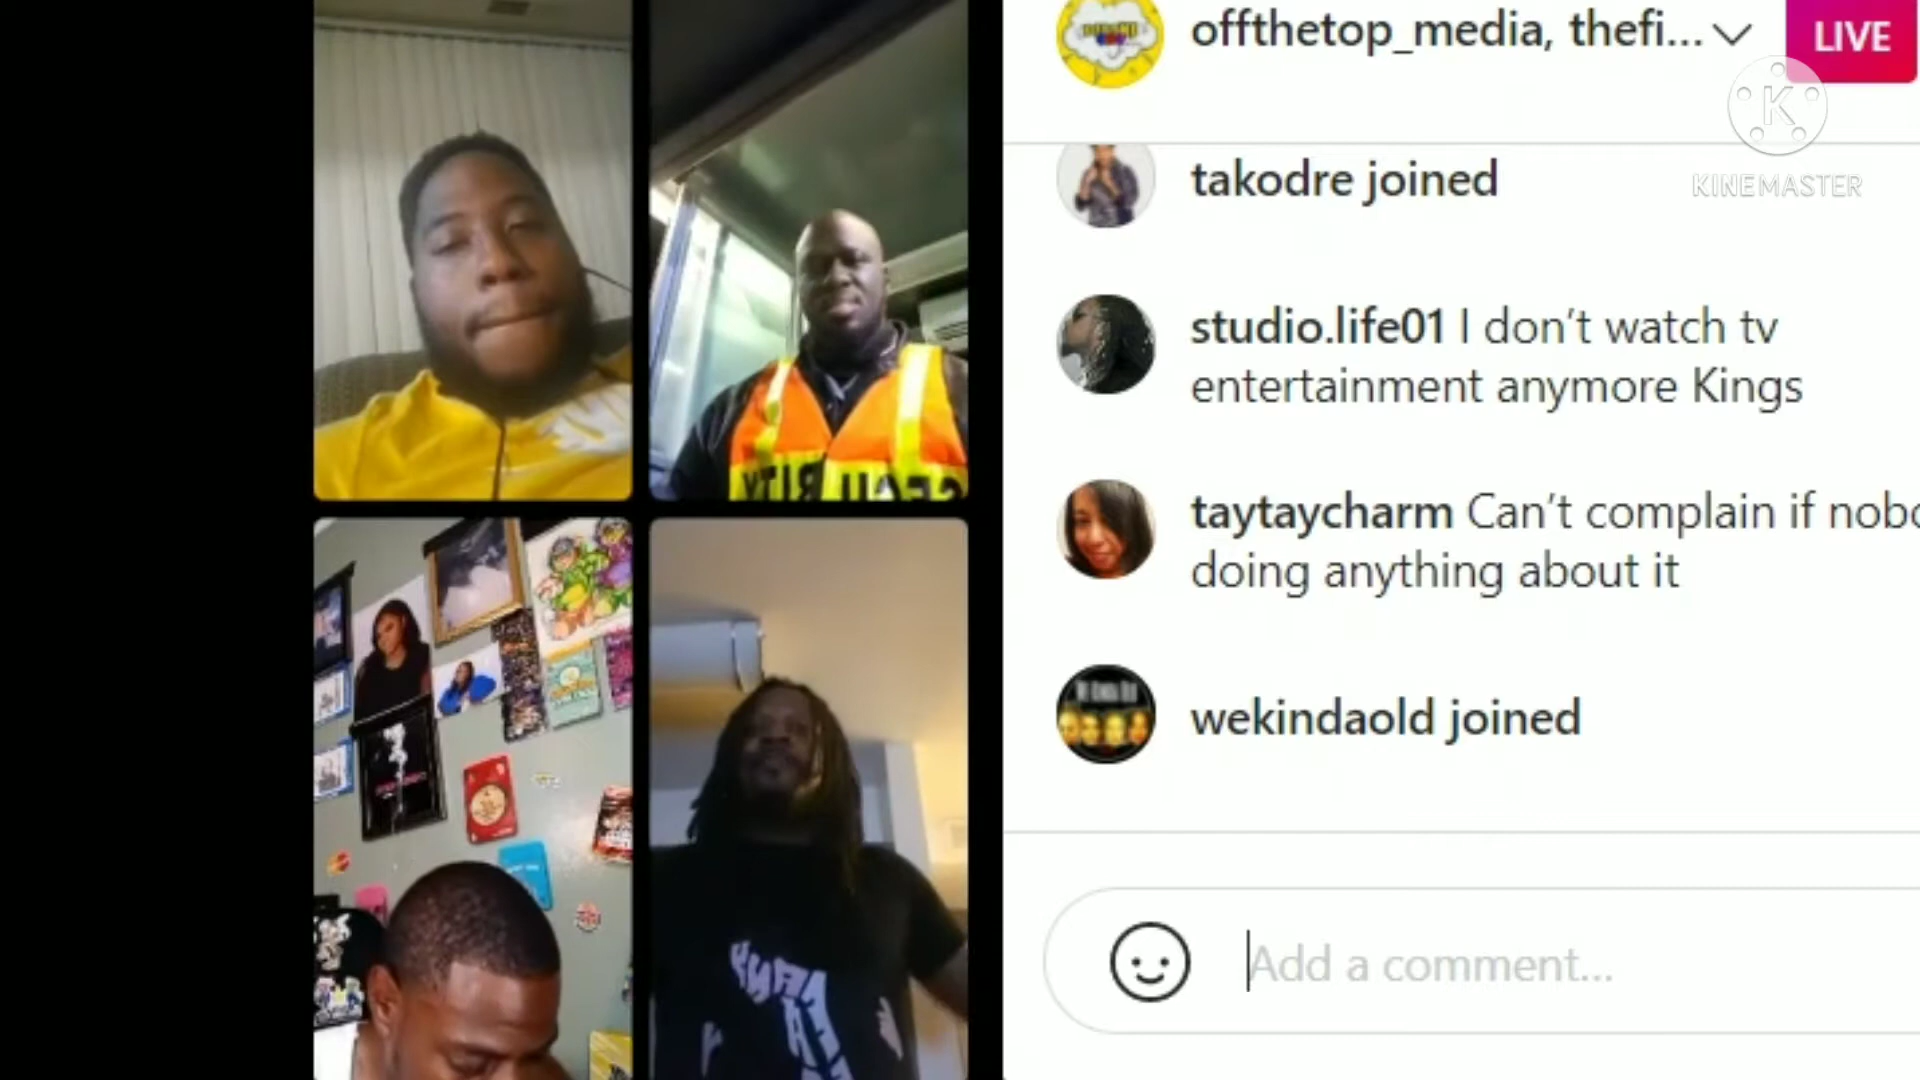 offthetop_media, thefi...
LIVE
KINEMASTER
takodre joined
studio.life01 I don't watch tv
entertainment anymore Kings
taytaycharm Can't complain if nobo
doing anything about it
wekindaold joined
Add a comment...